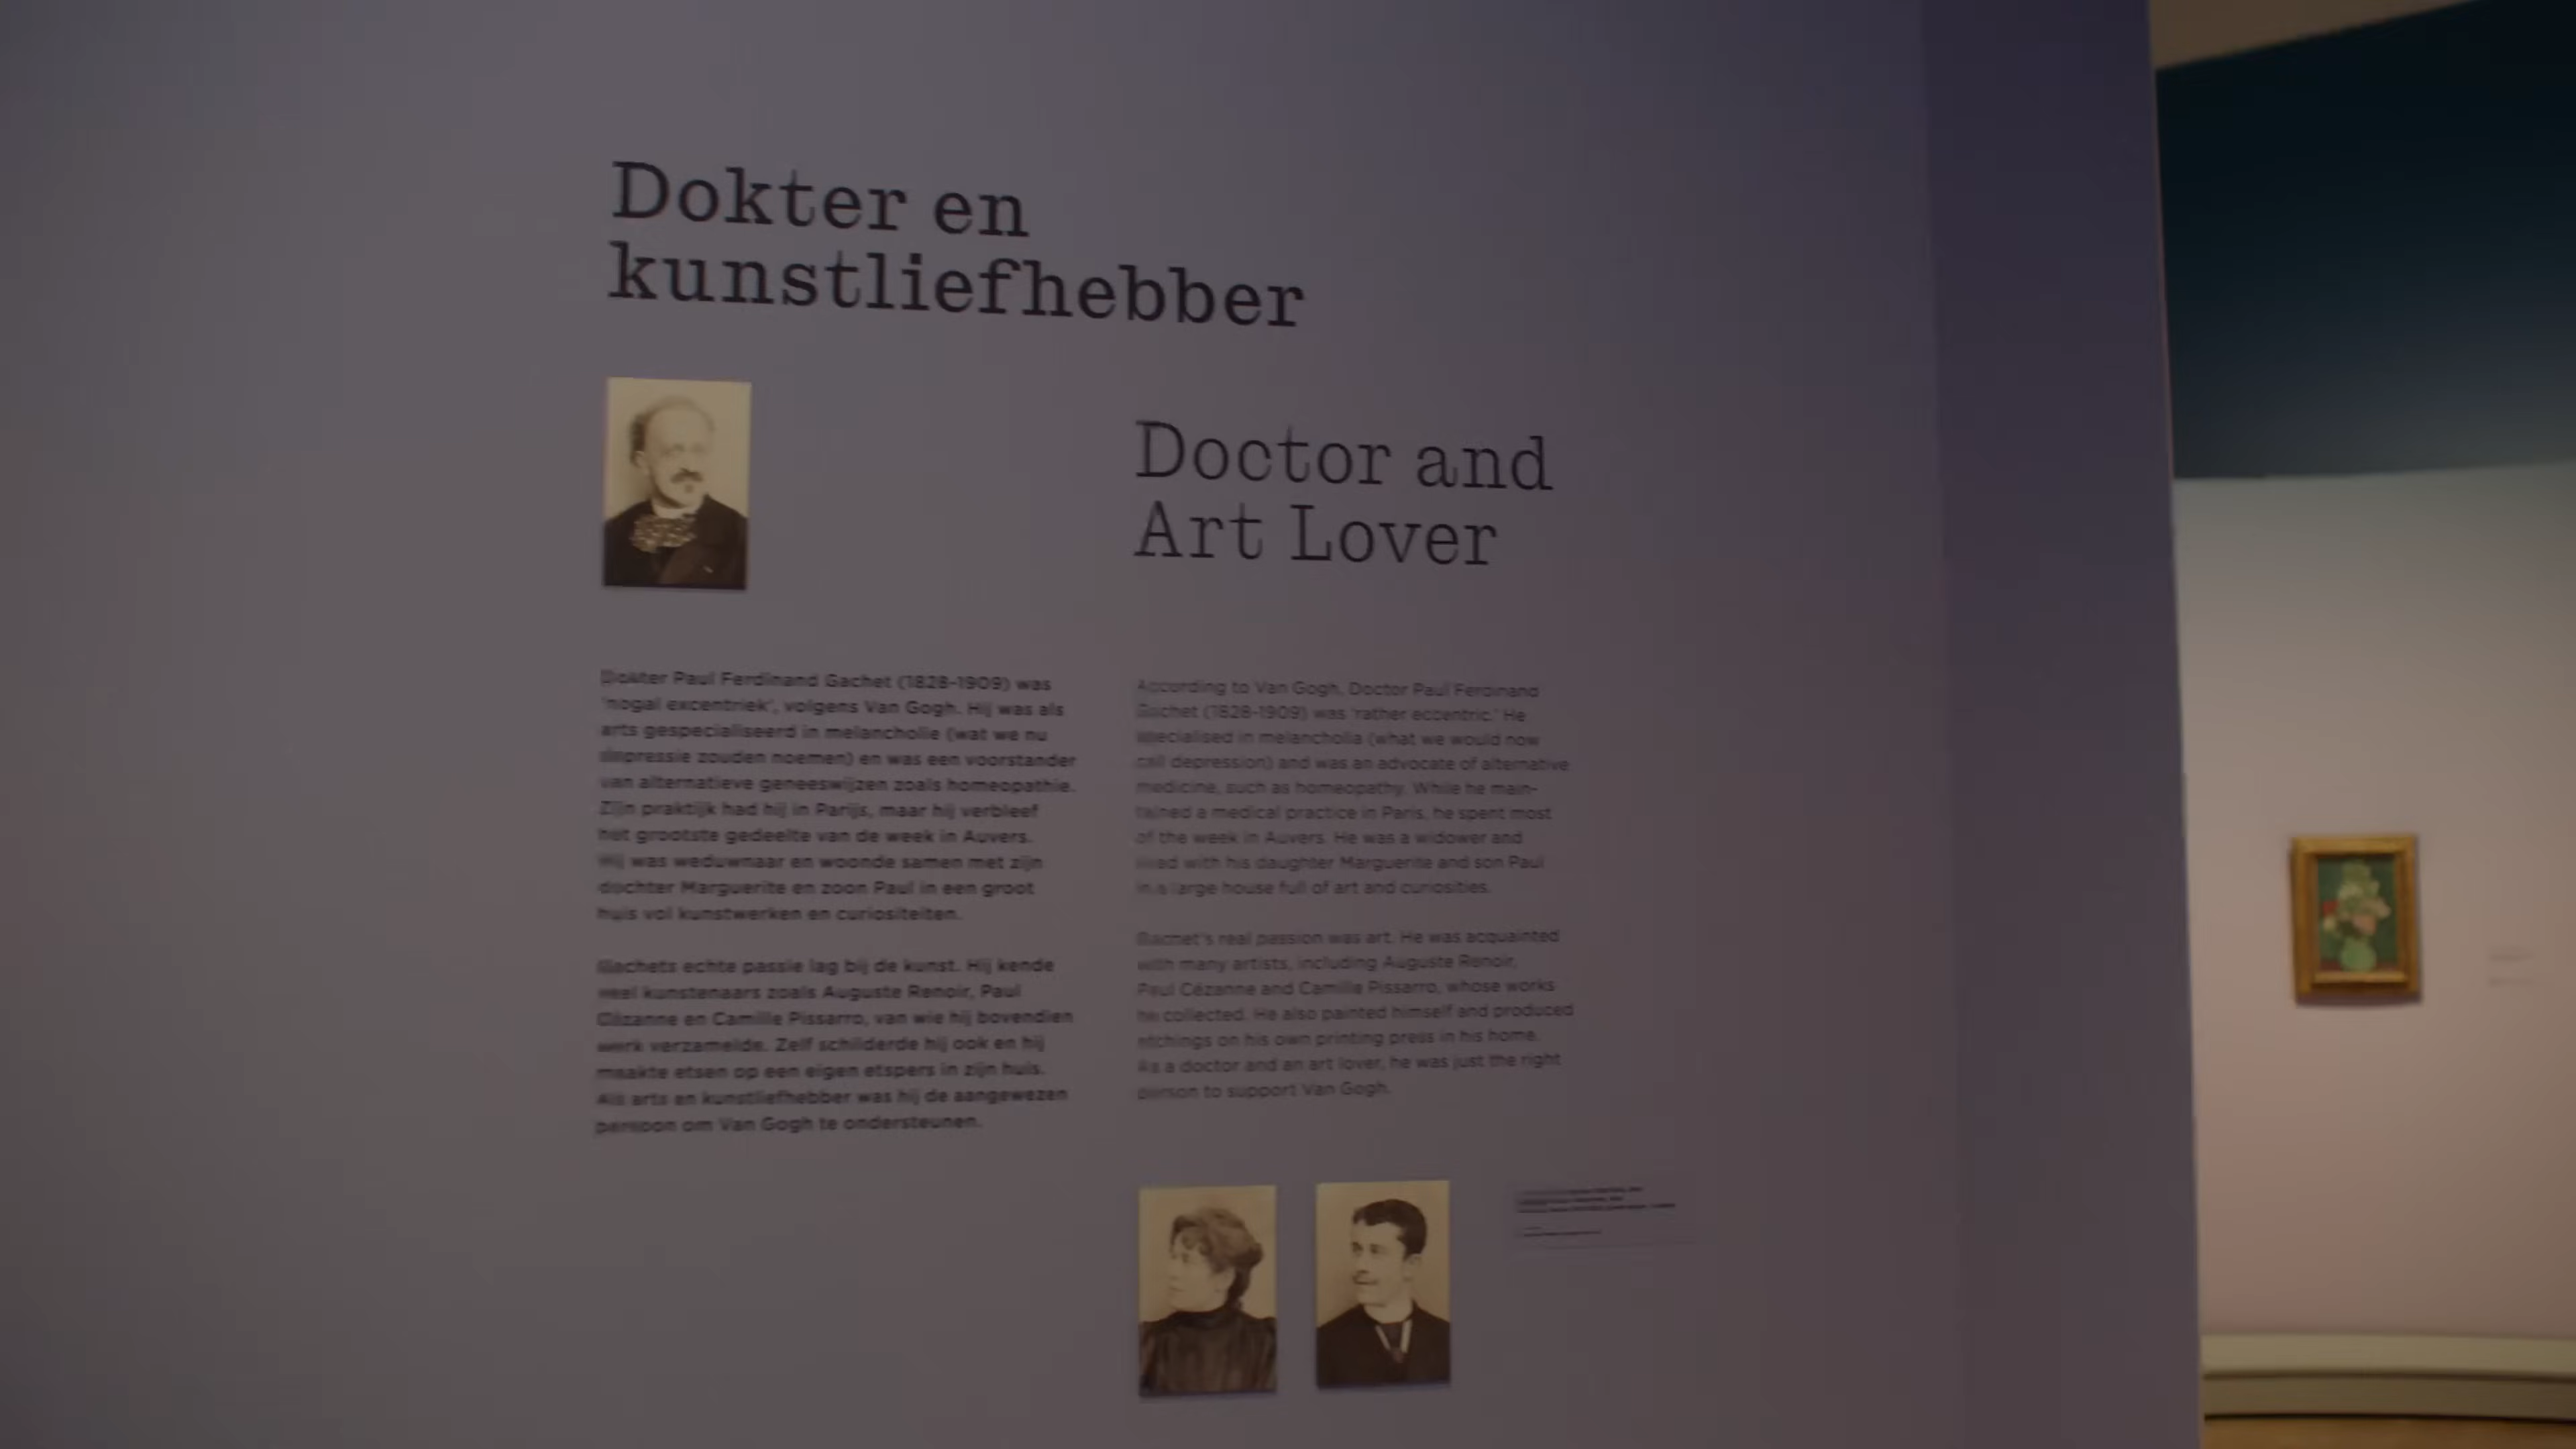 Dokter en
kunstliefhebber
Doctor and
Art Lover
Dokter Paul Ferdinand Gachet (1828-1909) was
'nogal excentriek', volgens Van Gogh. Hij was als
arts gespecialiseerd in melancholie (wat we nu
depressie zouden noemen) en was een voorstander
van alternatieve geneeswijzen zoals homeopathie.
Zijn praktijk had hij in Parijs, maar hij verbleef
het grootste gedeelte van de week in Auvers.
Hij was weduwnaar en woonde samen met zijn
dochter Marguerite en zoon Paul in een groot
huis vol kunstwerken en curiositeiten.
Gachets echte passie lag bij de kunst. Hij kende
veel kunstenaars zoals Auguste Renoir, Paul
Cézanne en Camille Pissarro, van wie hij bovendien
werk verzamelde. Zelf schilderde hij ook en hij
maakte etsen op een eigen etspers in zijn huis.
Als arts en kunstliefhebber was hij de aangewezen
persoon om Van Gogh te ondersteunen.
According to Van Gogh, Doctor Paul Ferdinand
Gachet (1828-1909) was 'rather eccentric.' He
specialised in melancholia (what we would now
call depression) and was an advocate of alternative
medicine, such as homeopathy. While he main-
tained a medical practice in Paris, he spent most
of the week in Auvers. He was a widower and
lived with his daughter Marguerite and son Paul
in a large house full of art and curiosities.
Gachet's real passion was art. He was acquainted
with many artists, including Auguste Renoir,
Paul Cézanne and Camille Pissarro, whose works
he collected. He also painted himself and produced
etchings on his own printing press in his home.
As a doctor and an art lover, he was just the right
person to support Van Gogh.